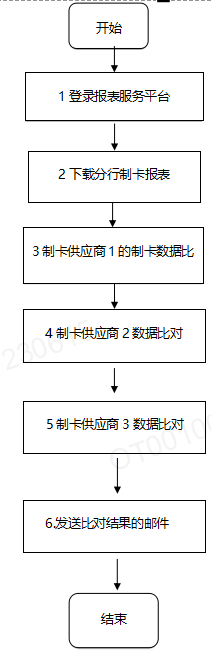 开始
1 登录报表服务平台
2 下载分行制卡报表
3 制卡供应商 1 的制卡数据比
4 制卡供应商 2 数据比对
5 制卡供应商 3 数据比对
6.发送比对结果的邮件
结束